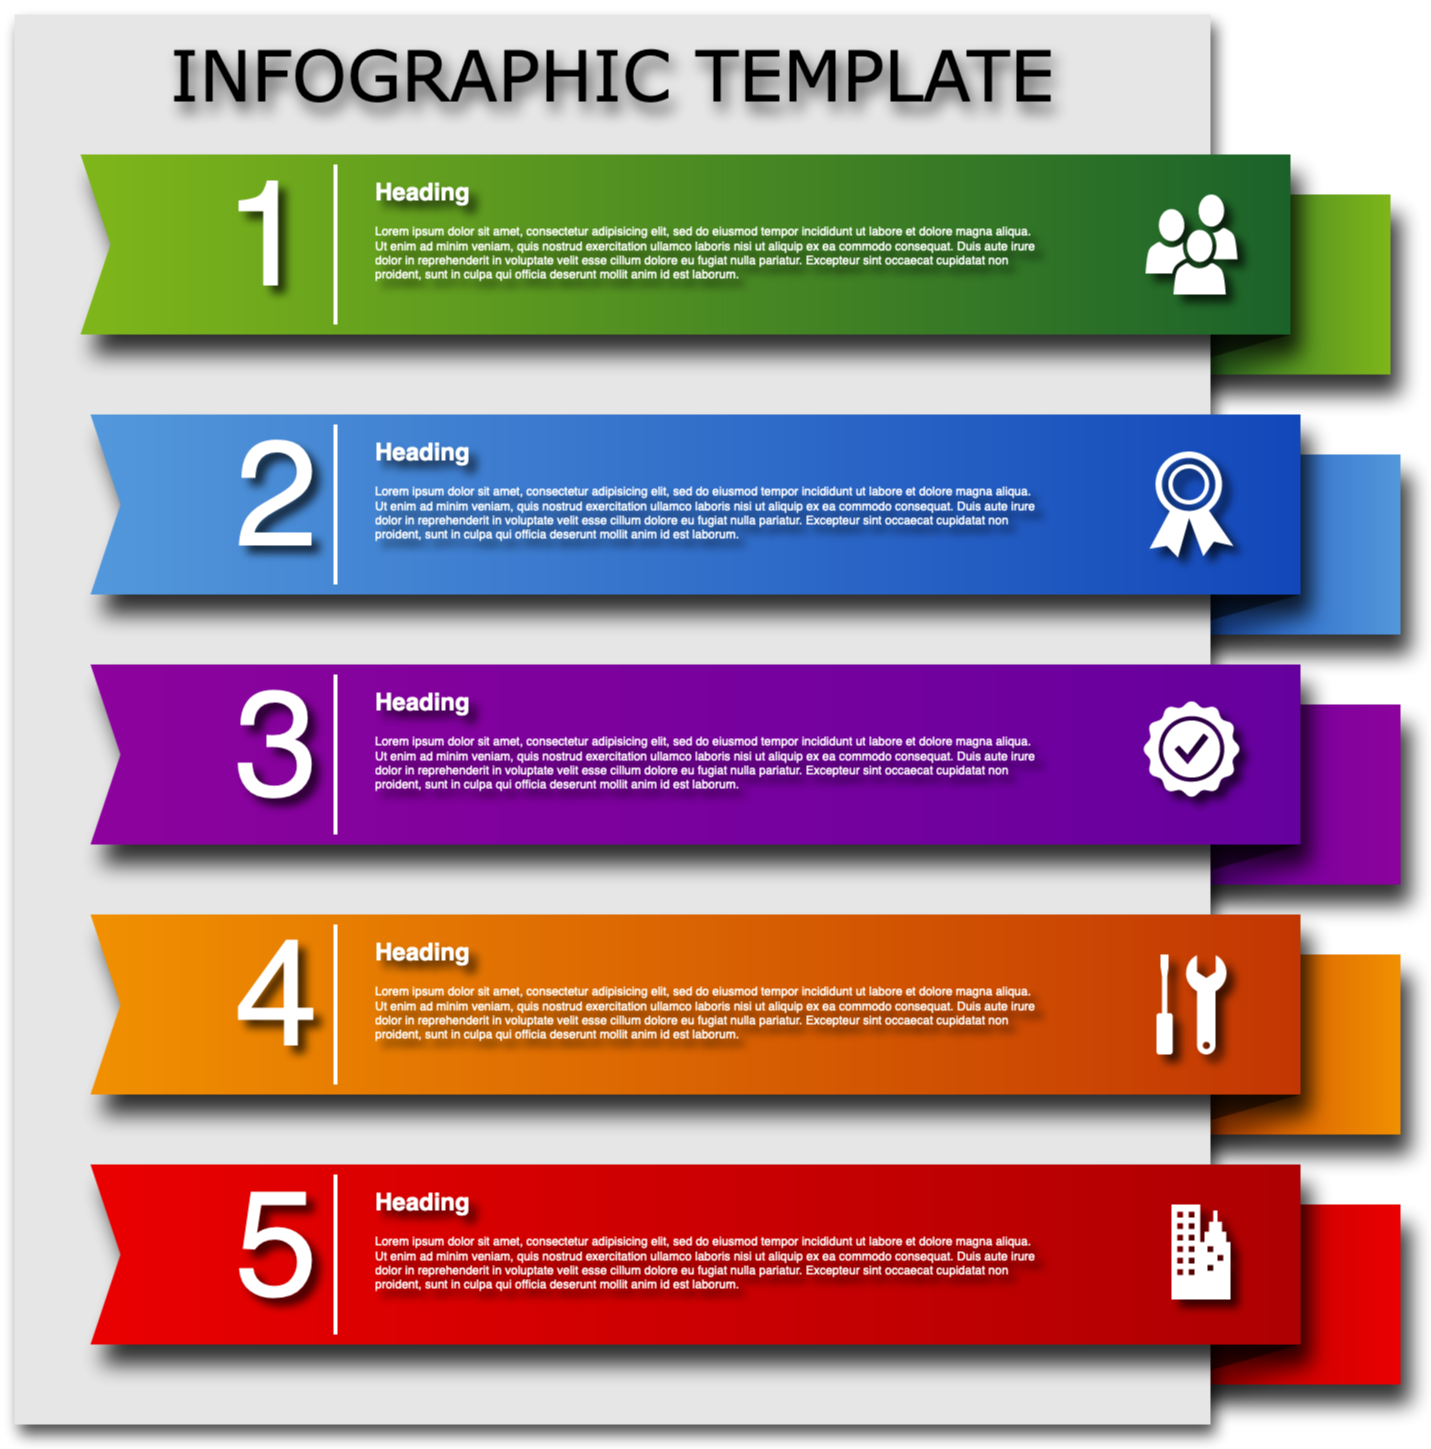 INFOGRAPHIC TEMPLATE
1
Heading
Lorem ipsum dolor sit amet, consectetur adipisicing elit, sed do eiusmod tempor incididunt ut labore et dolore magna aliqua.
Ut enim ad minim veniam, quis nostrud exercitation ullamco laboris nisi ut aliquip ex ea commodo consequat. Duis aute irure
dolor in reprehenderit in voluptate velit esse cillum dolore eu fugiat nulla pariatur. Excepteur sint occaecat cupidatat non
proident, sunt in culpa qui officia deserunt mollit anim id est laborum.
2
Heading
Lorem ipsum dolor sit amet, consectetur adipisicing elit, sed do eiusmod tempor incididunt ut labore et dolore magna aliqua.
Ut enim ad minim veniam, quis nostrud exercitation ullamco laboris nisi ut aliquip ex ea commodo consequat. Duis aute irure
dolor in reprehenderit in voluptate velit esse cillum dolore eu fugiat nulla pariatur. Excepteur sint occaecat cupidatat non
proident, sunt in culpa qui officia deserunt mollit anim id est laborum.
3
Heading
Lorem ipsum dolor sit amet, consectetur adipisicing elit, sed do eiusmod tempor incididunt ut labore et dolore magna aliqua.
Ut enim ad minim veniam, quis nostrud exercitation ullamco laboris nisi ut aliquip ex ea commodo consequat. Duis aute irure
dolor in reprehenderit in voluptate velit esse cillum dolore eu fugiat nulla pariatur. Excepteur sint occaecat cupidatat non
proident, sunt in culpa qui officia deserunt mollit anim id est laborum.
4
Heading
Lorem ipsum dolor sit amet, consectetur adipisicing elit, sed do eiusmod tempor incididunt ut labore et dolore magna aliqua.
Ut enim ad minim veniam, quis nostrud exercitation ullamco laboris nisi ut aliquip ex ea commodo consequat. Duis aute irure
dolor in reprehenderit in voluptate velit esse cillum dolore eu fugiat nulla pariatur. Excepteur sint occaecat cupidatat non
proident, sunt in culpa qui officia deserunt mollit anim id est laborum.
5
Heading
Lorem ipsum dolor sit amet, consectetur adipisicing elit, sed do eiusmod tempor incididunt ut labore et dolore magna aliqua.
Ut enim ad minim veniam, quis nostrud exercitation ullamco laboris nisi ut aliquip ex ea commodo consequat. Duis aute irure
dolor in reprehenderit in voluptate velit esse cillum dolore eu fugiat nulla pariatur. Excepteur sint occaecat cupidatat non
proident, sunt in culpa qui officia deserunt mollit anim id est laborum.